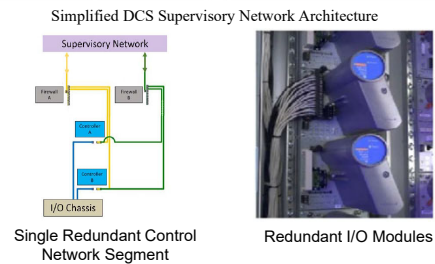 Simplified DCS Supervisory Network Architecture
Supervisory Network
Firewall
A
Firewall
B
Controller
A
Controller
B
I/O Chassis
Single Redundant Control
Network Segment
Redundant I/O Modules